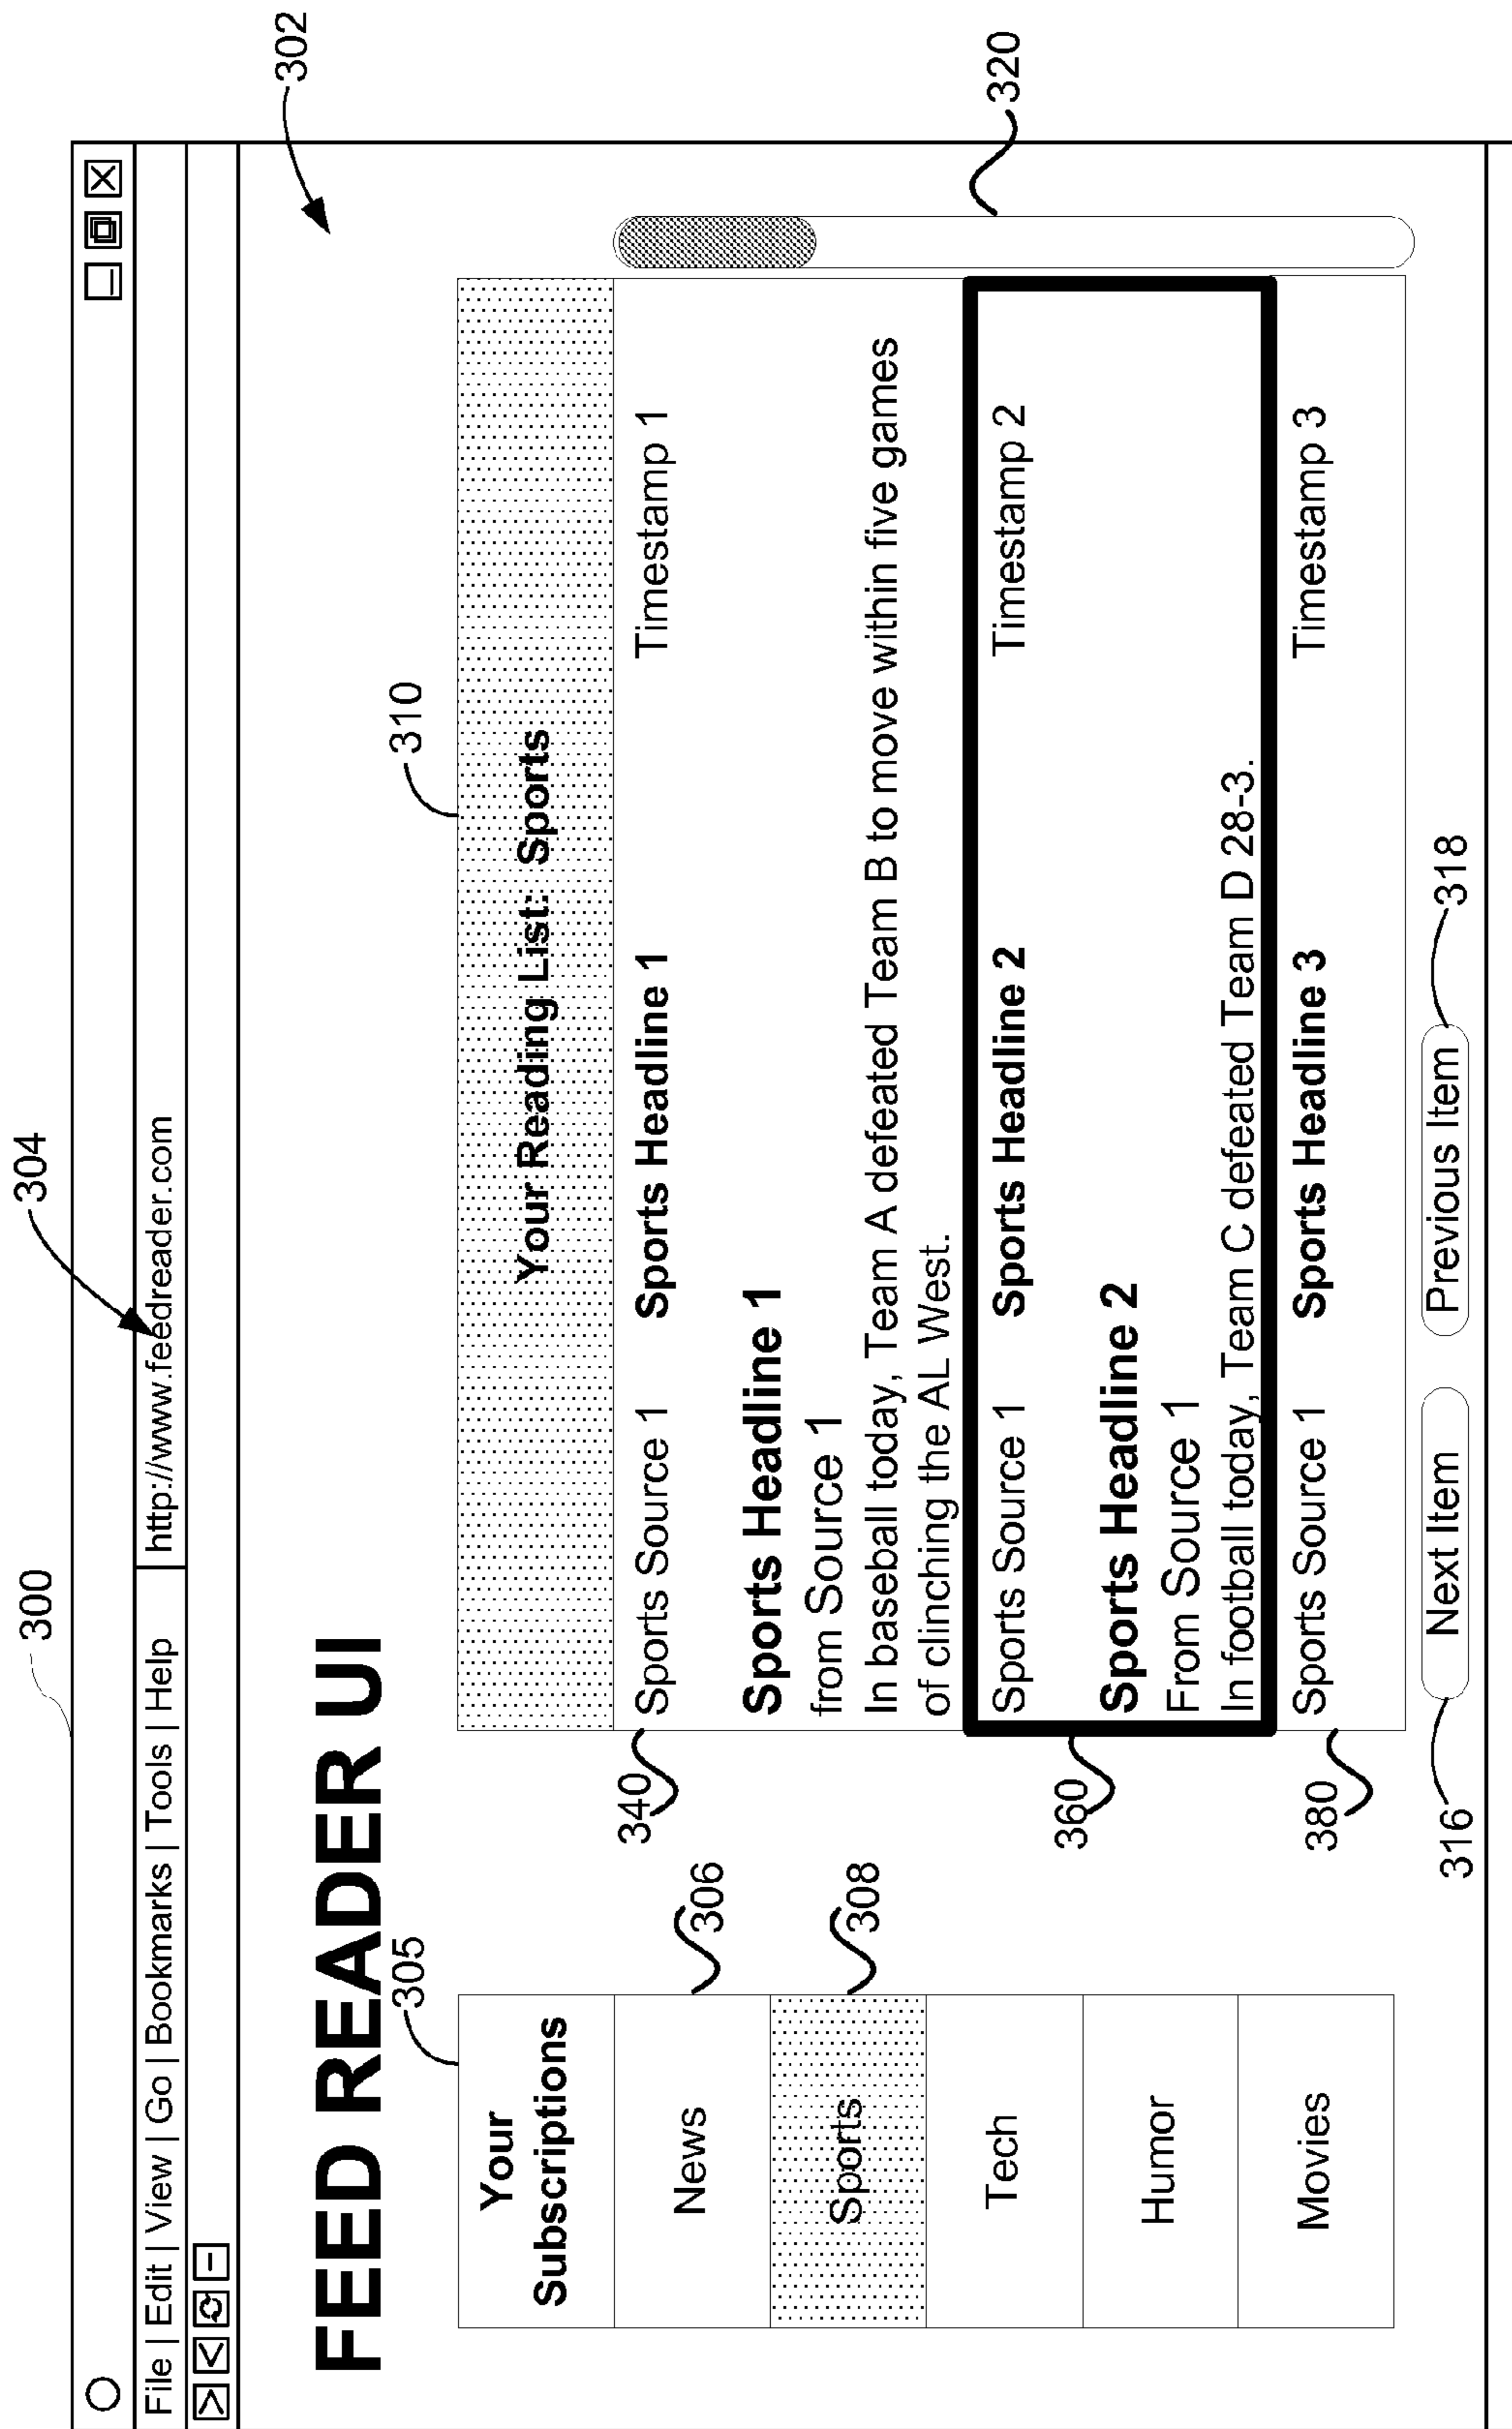 300
304
302
File | Edit | View | Go | Bookmarks | Tools | Help
http://www.feedreader.com
FEED READER UI
305
310
Your
Subscriptions
News
306
Sports
308
Tech
Humor
Movies
Your Reading List: Sports
340
Sports Source 1 Sports Headline 1 Timestamp 1
Sports Headline 1
from Source 1
In baseball today, Team A defeated Team B to move within five games
of clinching the AL West.
320
360
Sports Source 1 Sports Headline 2 Timestamp 2
Sports Headline 2
From Source 1
In football today, Team C defeated Team D 28-3.
380
Sports Source 1 Sports Headline 3 Timestamp 3
316
Next Item
Previous Item
318